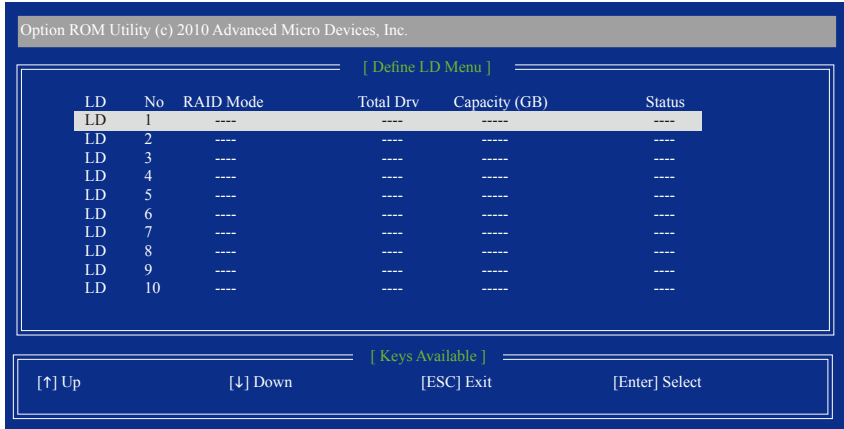 Option ROM Utility (c) 2010 Advanced Micro Devices, Inc.
[ Define LD Menu ]
LD No RAID Mode Total Drv Capacity (GB) Status
LD 1 ---- ---- ----- ----
LD 2 ---- ---- ----- ----
LD 3 ---- ---- ----- ----
LD 4 ---- ---- ----- ----
LD 5 ---- ---- ----- ----
LD 6 ---- ---- ----- ----
LD 7 ---- ---- ----- ----
LD 8 ---- ---- ----- ----
LD 9 ---- ---- ----- ----
LD 10 ---- ---- ----- ----
[ Keys Available ]
[↑] Up [↓] Down [ESC] Exit [Enter] Select